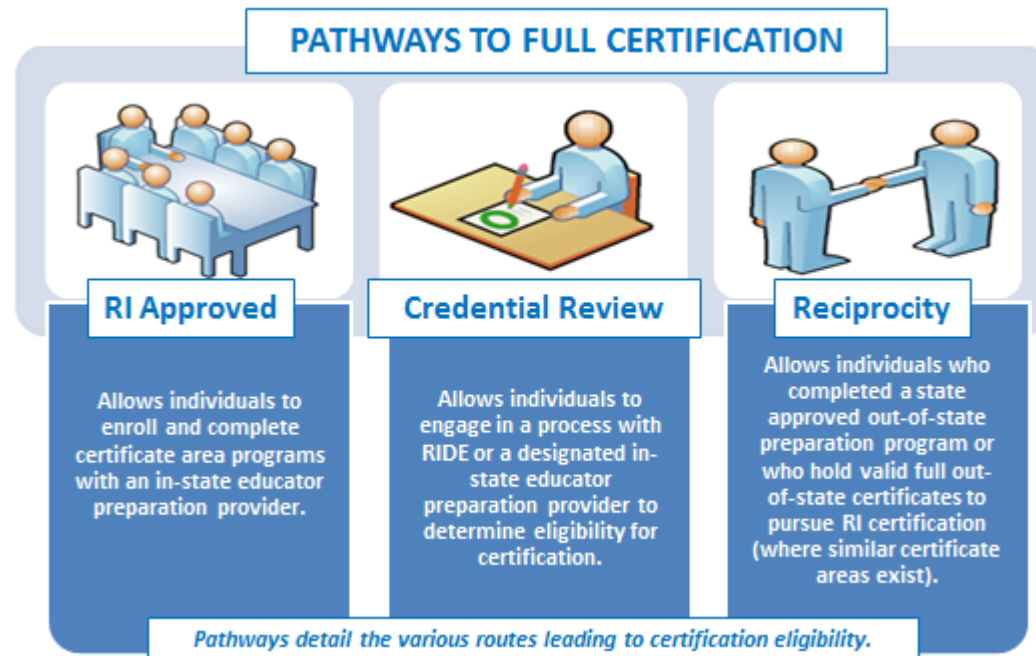 PATHWAYS TO FULL CERTIFICATION
RI Approved
Allows individuals to
enroll and complete
certificate area programs
with an in-state educator
preparation provider.
Credential Review
Allows individuals to
engage in a process with
RIDE or a designated in-
state educator
preparation provider to
determine eligibility for
certification.
Reciprocity
Allows individuals who
completed a state
approved out-of-state
preparation program or
who hold valid full out-
of-state certificates to
pursue RI certification
(where similar certificate
areas exist).
Pathways detail the various routes leading to certification eligibility.